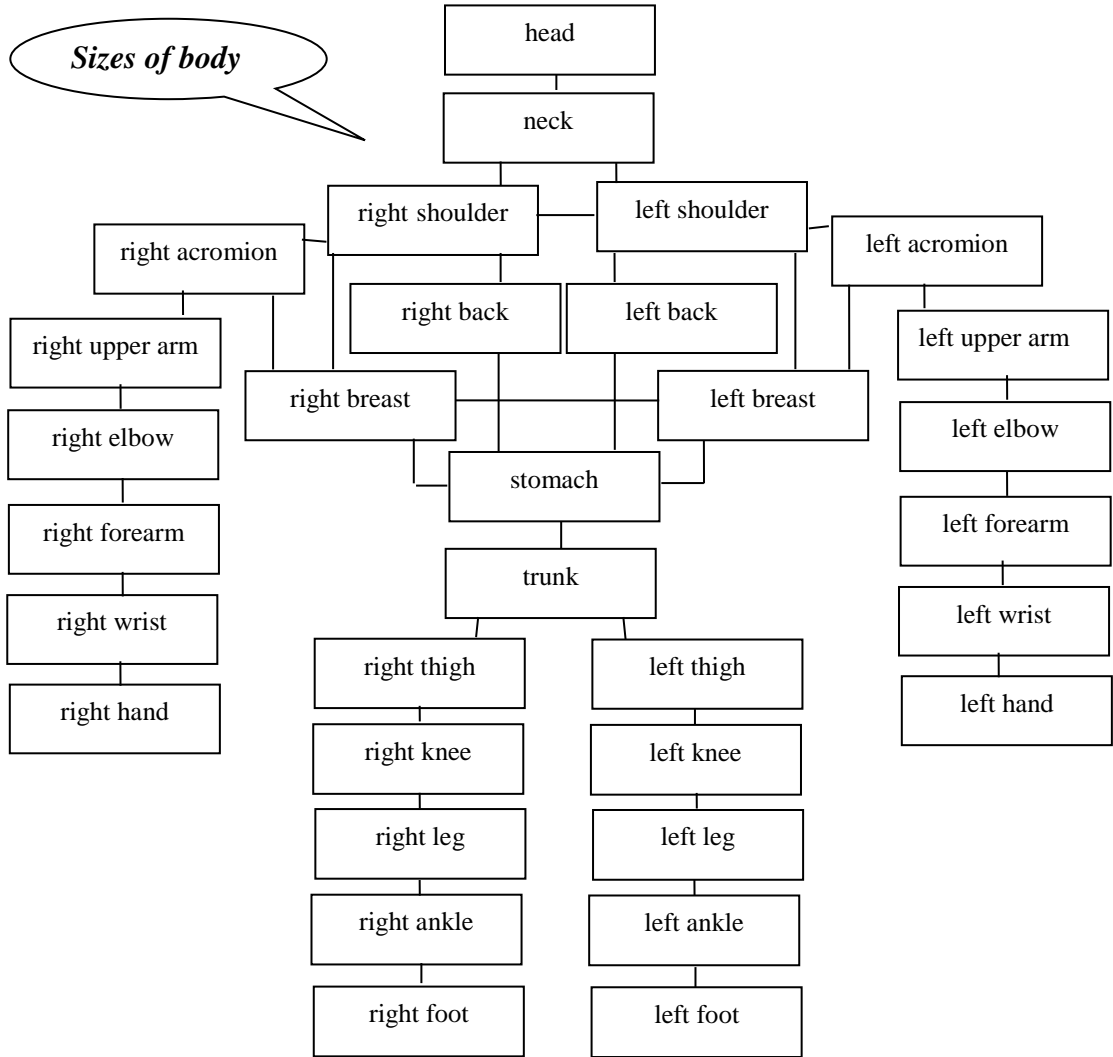 Sizes of body
head
neck
right shoulder
left shoulder
right acromion
left acromion
right back
left back
right upper arm
left upper arm
right breast
left breast
right elbow
left elbow
stomach
right forearm
left forearm
trunk
right wrist
left wrist
right thigh
left thigh
right hand
left hand
right knee
left knee
right leg
left leg
right ankle
left ankle
right foot
left foot